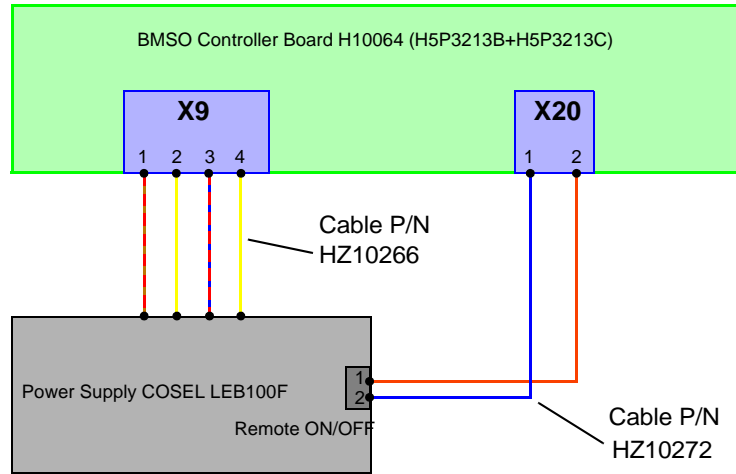 BMSO Controller Board H10064 (H5P3213B+H5P3213C)
X9
X20
1 2 3 4
1 2
Cable P/N
HZ10266
Power Supply COSEL LEB100F
1
2
Remote ON/OFF
Cable P/N
HZ10272